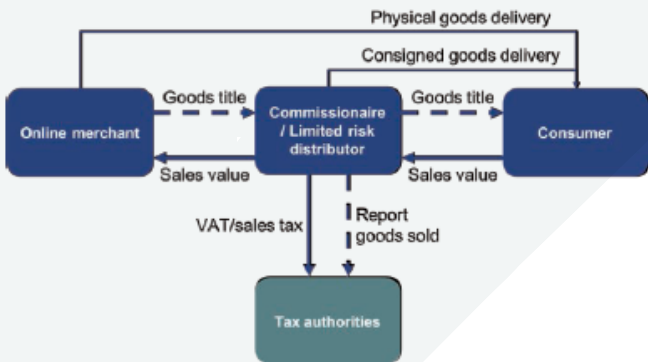 Physical goods delivery
Consigned goods delivery
Goods title
Goods title
Online merchant
Commissionaire
/ Limited risk
distributor
Consumer
Sales value
Sales value
VAT/sales tax
Report
goods sold
Tax authorities